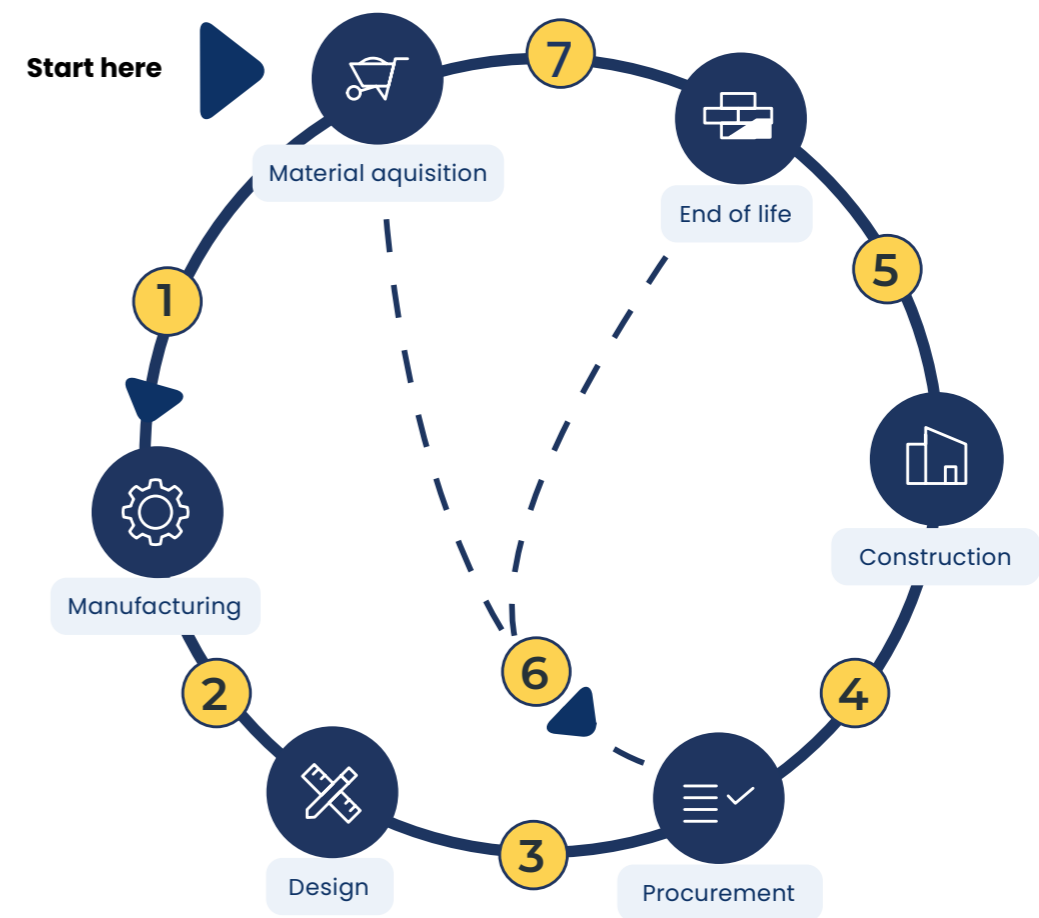 Start here
7
Material aquisition
End of life
5
1
Construction
Manufacturing
6
2
4
3
Design
Procurement